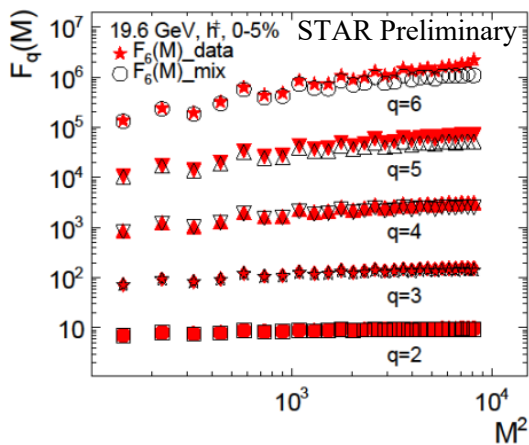 19.6 GeV, h±, 0-5% STAR Preliminary
F₆(M)_data
F₆(M)_mix
q=6
q=5
q=4
q=3
q=2
F_q(M)
10⁷
10⁶
10⁵
10⁴
10³
10²
10
10³ 10⁴
M²